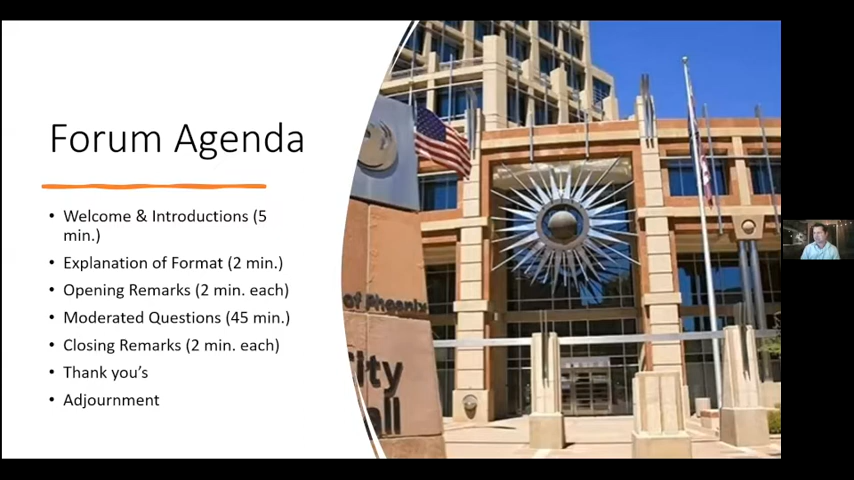 Forum Agenda
• Welcome & Introductions (5
min.)
• Explanation of Format (2 min.)
• Opening Remarks (2 min. each)
• Moderated Questions (45 min.)
• Closing Remarks (2 min. each)
• Thank you's
• Adjournment
of Phoenix
City
all